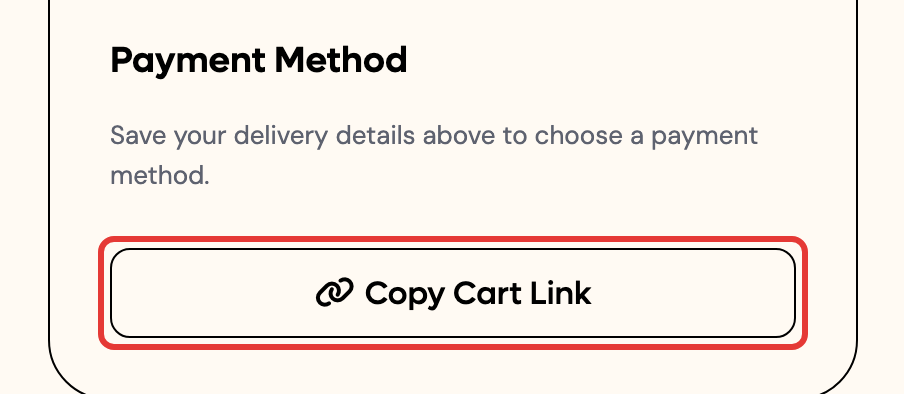 Payment Method
Save your delivery details above to choose a payment
method.
Copy Cart Link